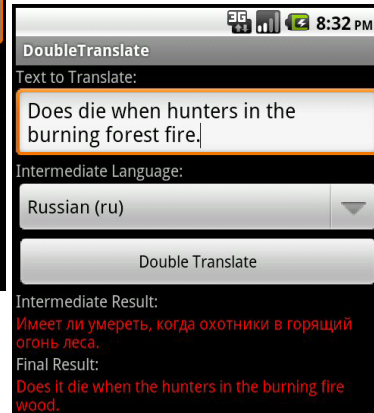 3G 8:32 PM
DoubleTranslate
Text to Translate:
Does die when hunters in the
burning forest fire.
Intermediate Language:
Russian (ru)
Double Translate
Intermediate Result:
Имеет ли умереть, когда охотники в горящий
огонь леса.
Final Result:
Does it die when the hunters in the burning fire
wood.